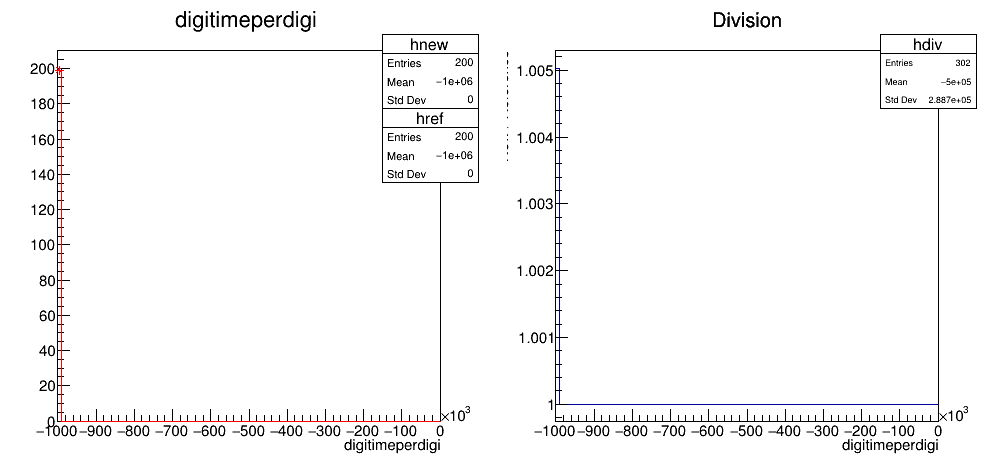 digitimeperdigi
hnew
Entries 200
Mean −1e+06
Std Dev 0
href
Entries 200
Mean −1e+06
Std Dev 0
200
180
160
140
120
100
80
60
40
20
0
−1000 −900 −800 −700 −600 −500 −400 −300 −200 −100 0
×10³
digitimeperdigi
Division
hdiv
Entries 302
Mean −5e+05
Std Dev 2.887e+05
1.005
1.004
1.003
1.002
1.001
1
−1000 −900 −800 −700 −600 −500 −400 −300 −200 −100 0
×10³
digitimeperdigi